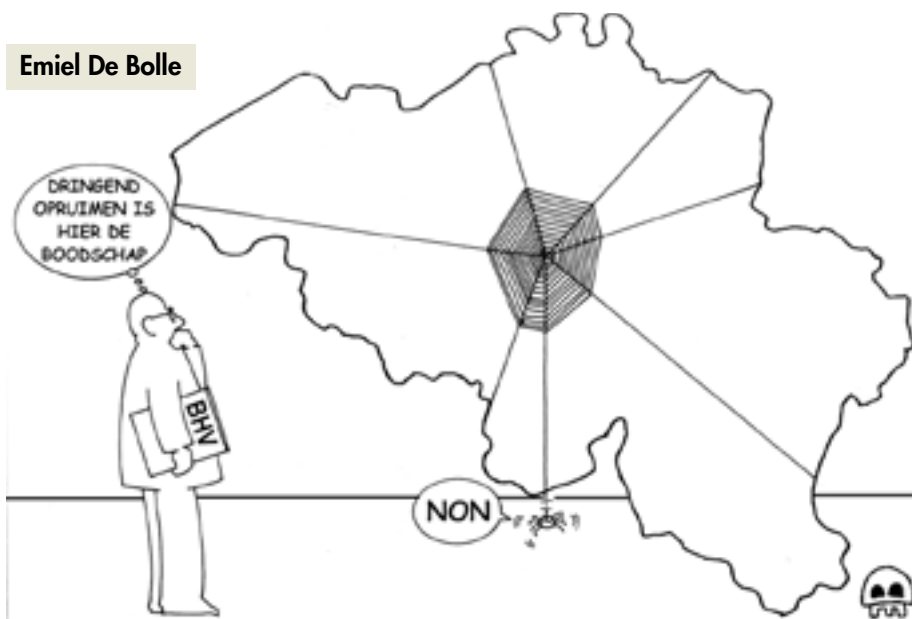 Emiel De Bolle
DRINGEND
OPRUIMEN IS
HIER DE
BOODSCHAP
BHV
NON